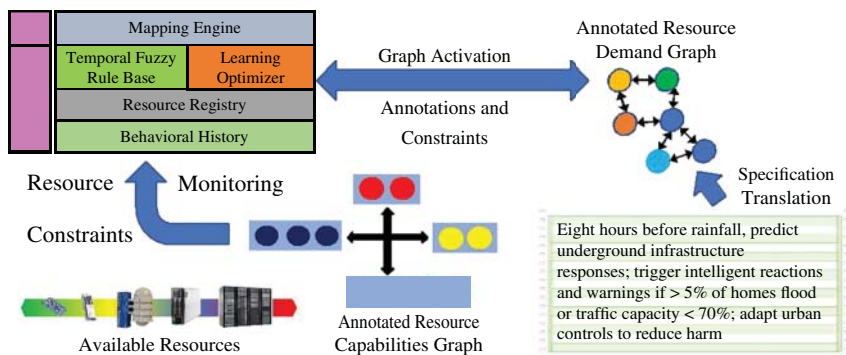 Mapping Engine
Temporal Fuzzy
Rule Base
Learning
Optimizer
Resource Registry
Behavioral History
Graph Activation
Annotations and
Constraints
Annotated Resource
Demand Graph
Specification
Translation
Resource Monitoring
Constraints
Eight hours before rainfall, predict
underground infrastructure
responses; trigger intelligent reactions
and warnings if > 5% of homes flood
or traffic capacity < 70%; adapt urban
controls to reduce harm
Available Resources
Annotated Resource
Capabilities Graph